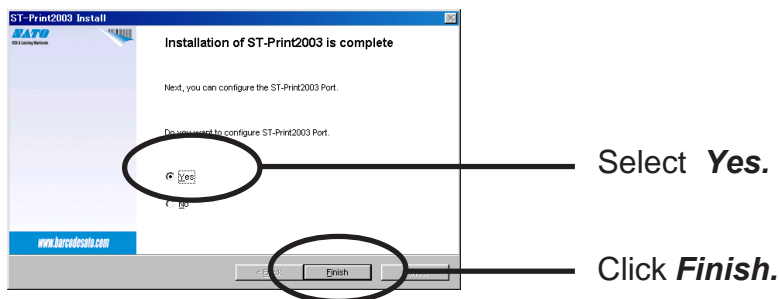 ST-Print2003 Install
SATO
Installation of ST-Print2003 is complete
Next, you can configure the ST-Print2003 Port.
Do you want to configure ST-Print2003 Port.
Yes
Select Yes.
No
www.barcodesato.com
Finish
Click Finish.